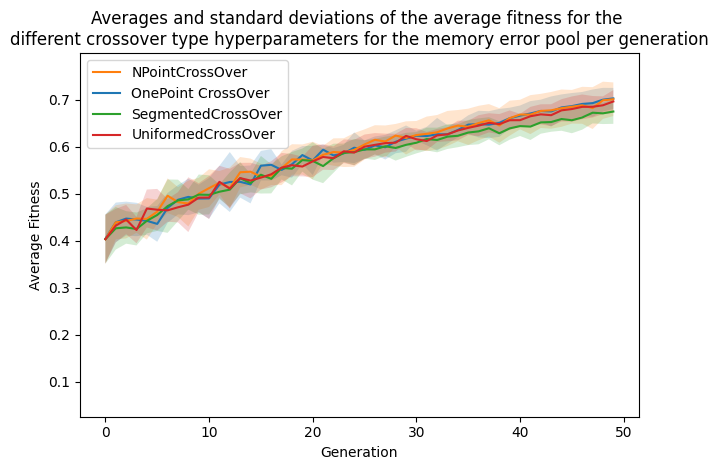 Averages and standard deviations of the average fitness for the
different crossover type hyperparameters for the memory error pool per generation
NPointCrossOver
OnePoint CrossOver
SegmentedCrossOver
UniformedCrossOver
0.7
0.6
0.5
0.4
0.3
0.2
0.1
Average Fitness
0 10 20 30 40 50
Generation